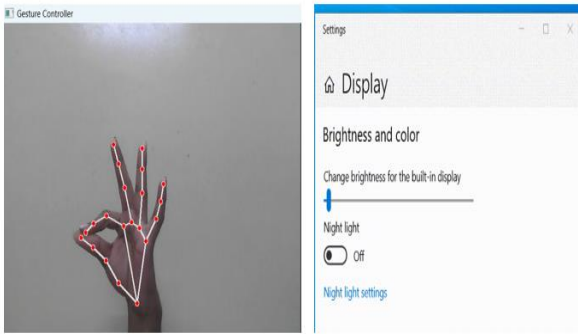 Gesture Controller
Settings
Display
Brightness and color
Change brightness for the built-in display
Night light
Off
Night light settings